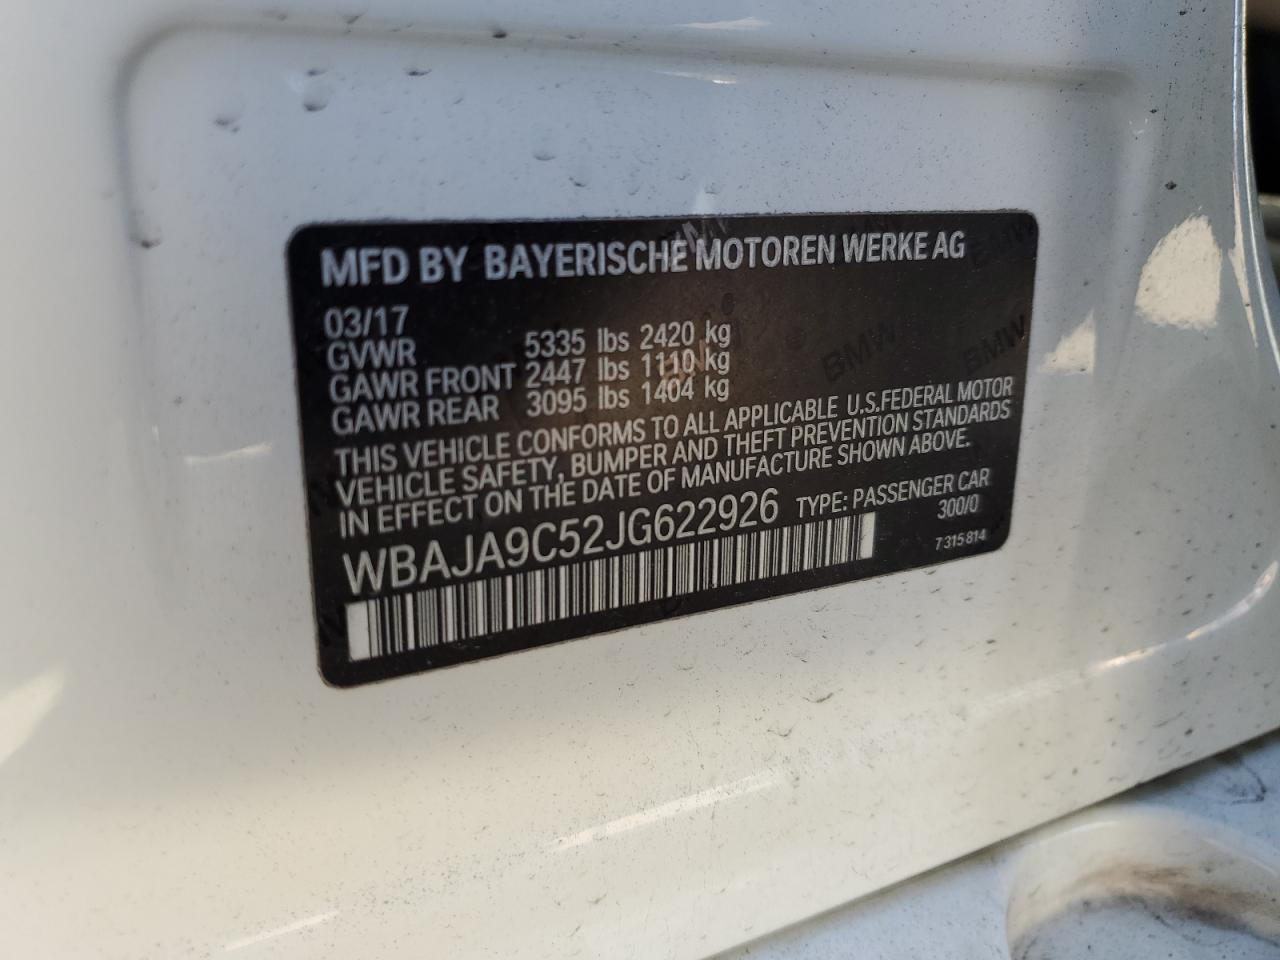 MFD BY BAYERISCHE MOTOREN WERKE AG
03/17
GVWR 5335 lbs 2420 kg
GAWR FRONT 2447 lbs 1110 kg
GAWR REAR 3095 lbs 1404 kg
THIS VEHICLE CONFORMS TO ALL APPLICABLE U.S.FEDERAL MOTOR
VEHICLE SAFETY, BUMPER AND THEFT PREVENTION STANDARDS
IN EFFECT ON THE DATE OF MANUFACTURE SHOWN ABOVE.
WBAJA9C52JG622926 TYPE: PASSENGER CAR
300/0
7 315 814
BMW
BMW
BMW